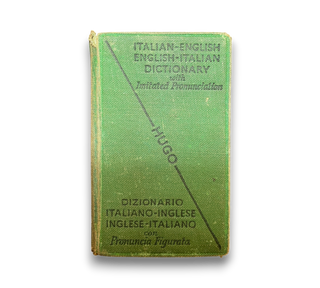 ITALIAN-ENGLISH
ENGLISH-ITALIAN
DICTIONARY
with
Imitated Pronunciation
HUGO
DIZIONARIO
ITALIANO-INGLESE
INGLESE-ITALIANO
con
Pronuncia Figurata